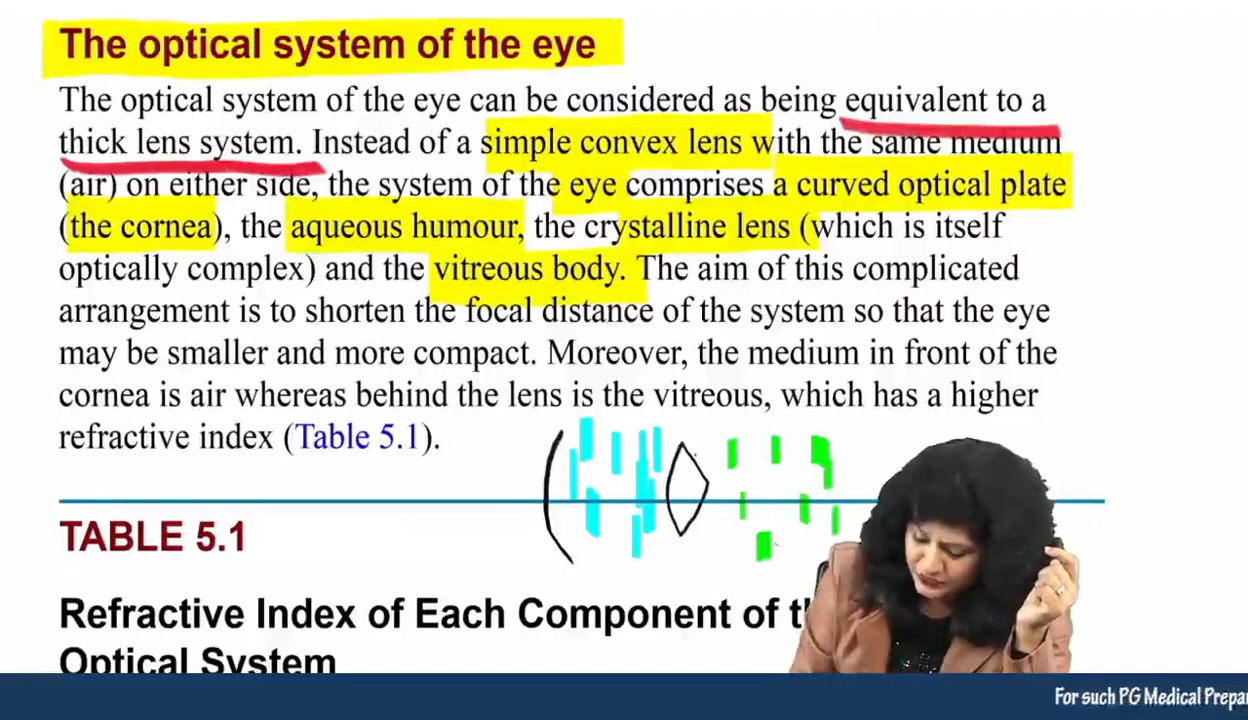 The optical system of the eye
The optical system of the eye can be considered as being equivalent to a
thick lens system. Instead of a simple convex lens with the same medium
(air) on either side, the system of the eye comprises a curved optical plate
(the cornea), the aqueous humour, the crystalline lens (which is itself
optically complex) and the vitreous body. The aim of this complicated
arrangement is to shorten the focal distance of the system so that the eye
may be smaller and more compact. Moreover, the medium in front of the
cornea is air whereas behind the lens is the vitreous, which has a higher
refractive index (Table 5.1).
TABLE 5.1
Refractive Index of Each Component of
Optical System
For such PG Medical